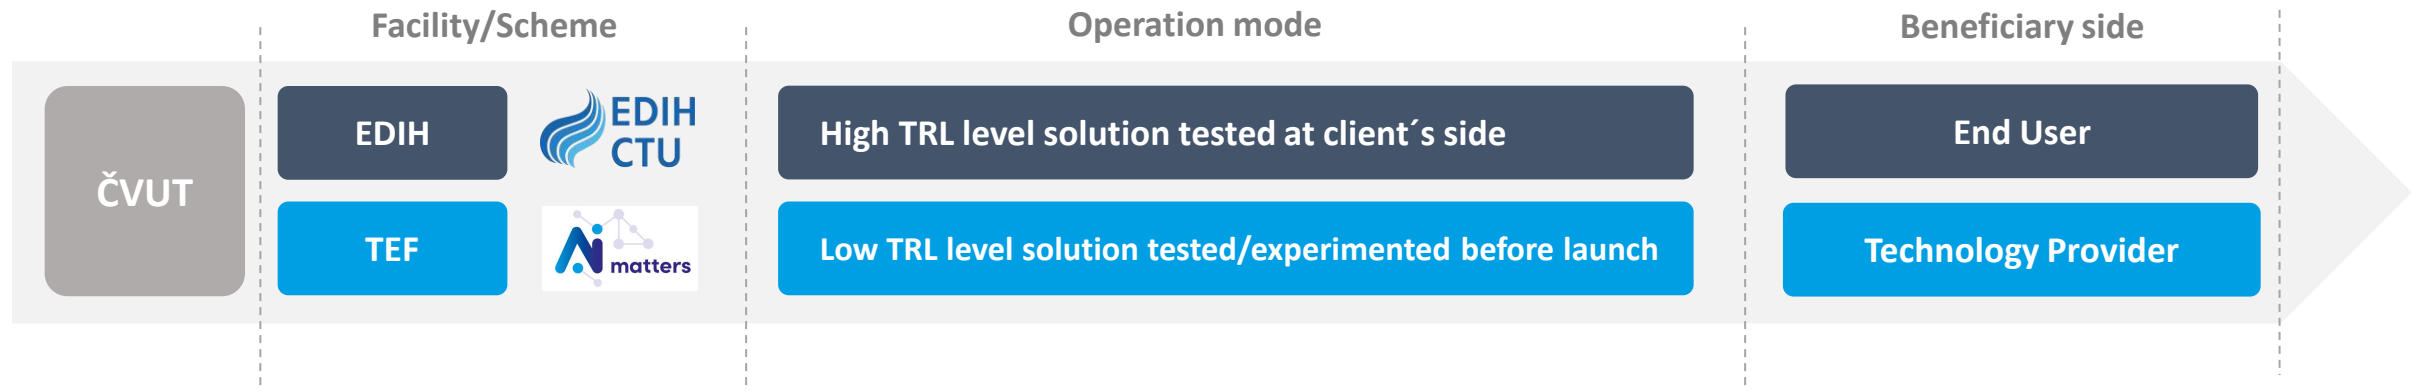 Facility/Scheme
Operation mode
Beneficiary side
ČVUT
EDIH
EDIH
CTU
High TRL level solution tested at client´s side
End User
TEF
Ai
matters
Low TRL level solution tested/experimented before launch
Technology Provider